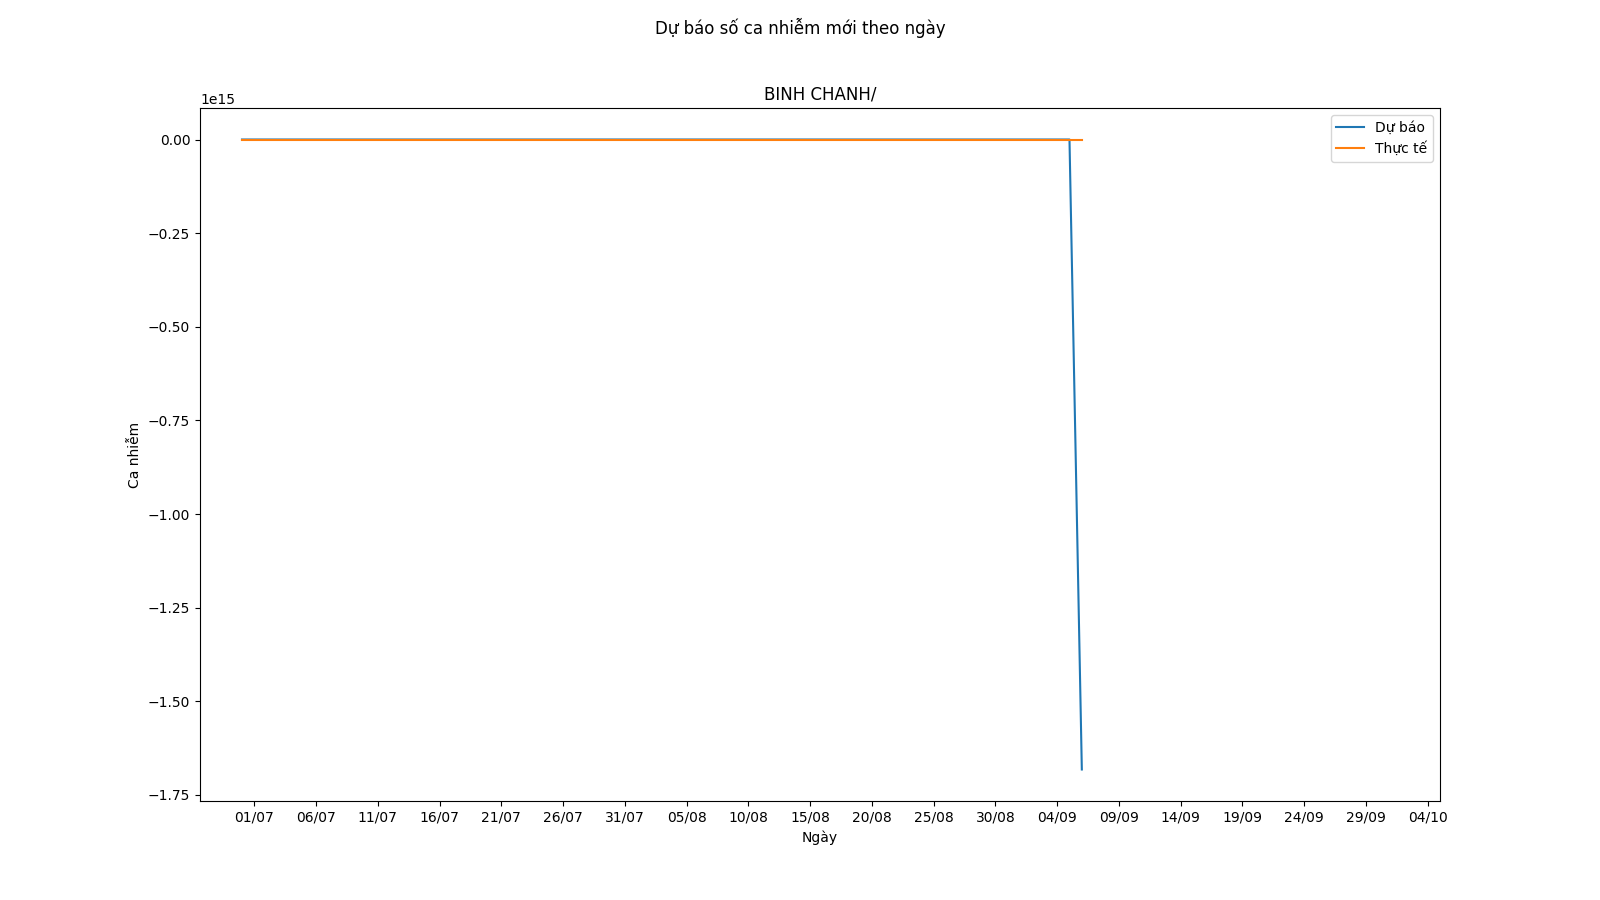 Dự báo số ca nhiễm mới theo ngày
BINH CHANH/
1e15
0.00
−0.25
−0.50
−0.75
−1.00
−1.25
−1.50
−1.75
Ca nhiễm
Dự báo
Thực tế
01/07 06/07 11/07 16/07 21/07 26/07 31/07 05/08 10/08 15/08 20/08 25/08 30/08 04/09 09/09 14/09 19/09 24/09 29/09 04/10
Ngày